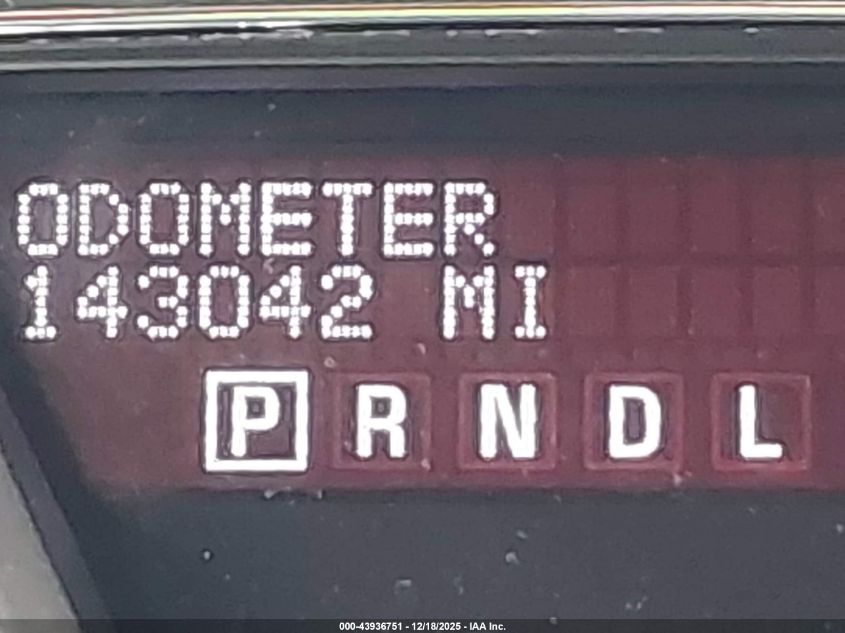 ODOMETER
143042 MI
P R N D L
000-43936751 - 12/18/2025 - IAA Inc.